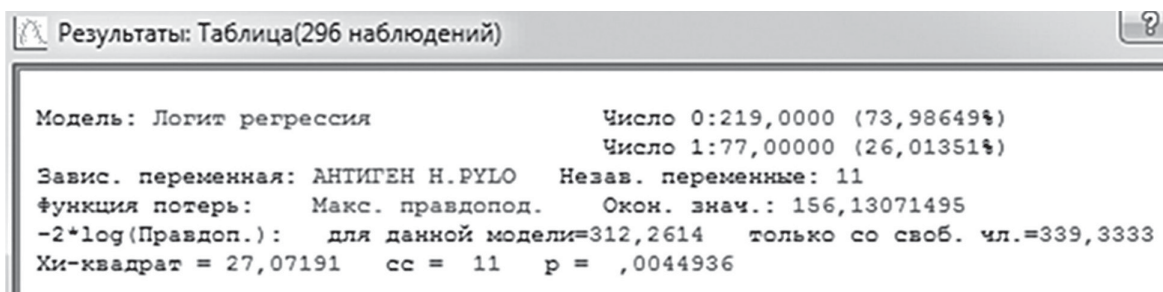 Результаты: Таблица(296 наблюдений)
?
Модель: Логит регрессия Число 0:219,0000 (73,98649%)
Число 1:77,00000 (26,01351%)
Завис. переменная: АНТИГЕН H.PYLO Незав. переменные: 11
Функция потерь: Макс. правдопод. Окон. знач.: 156,13071495
-2*log(Правдоп.): для данной модели=312,2614 только со своб. чл.=339,3333
Хи-квадрат = 27,07191 сс = 11 p = ,0044936